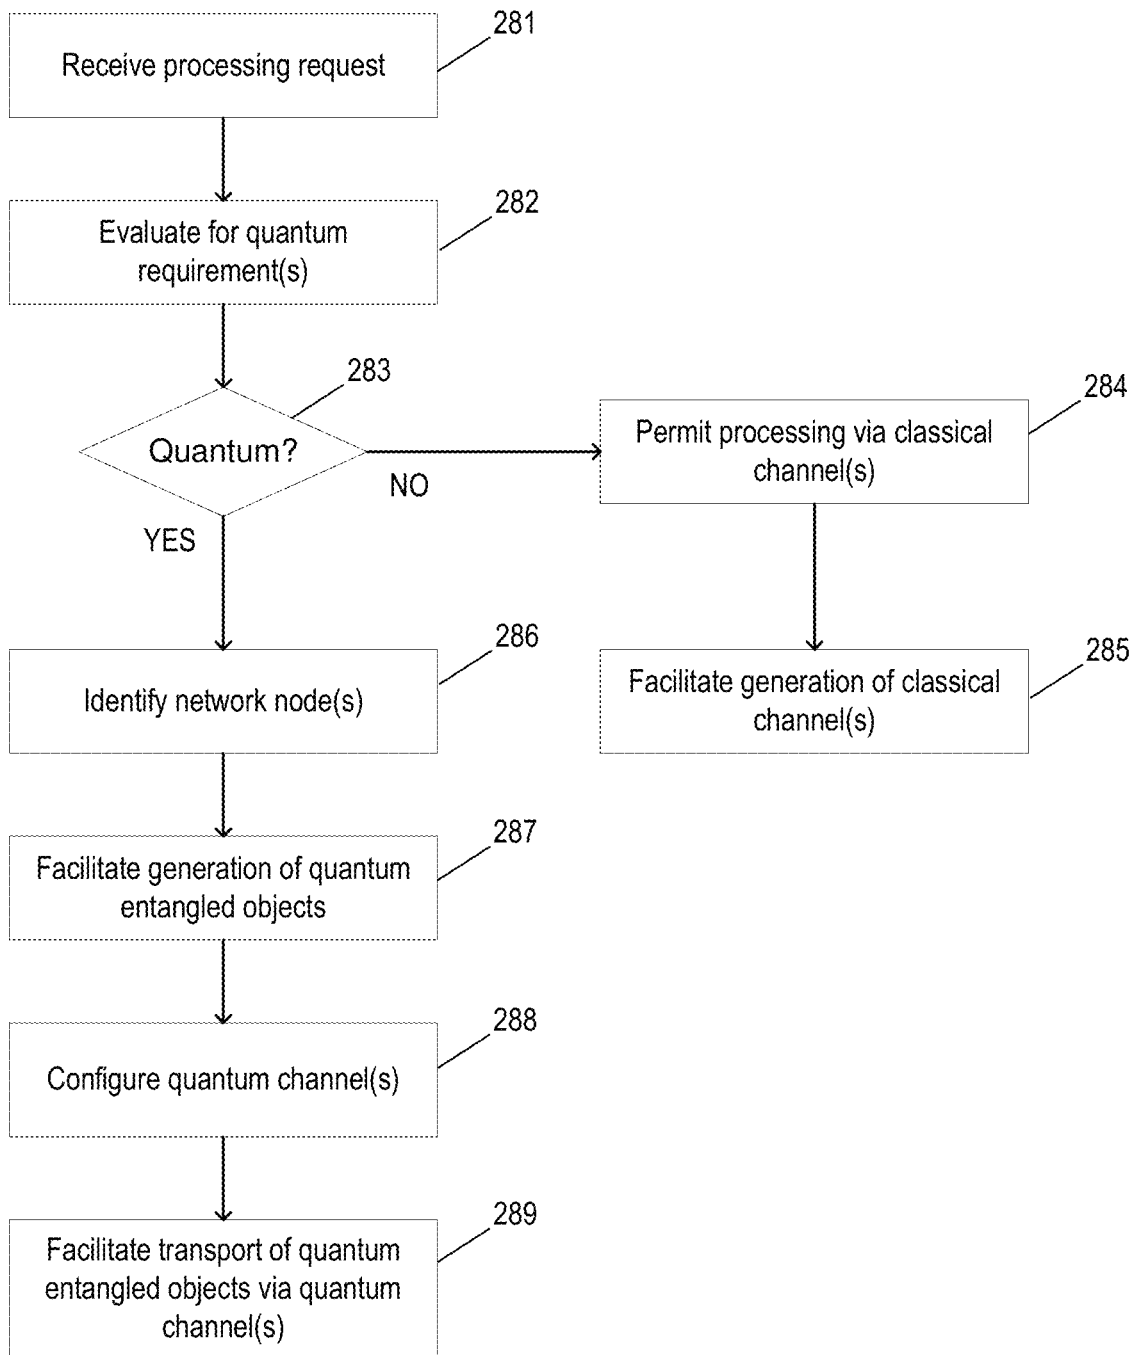 281
Receive processing request
282
Evaluate for quantum
requirement(s)
283
Quantum?
NO
YES
284
Permit processing via classical
channel(s)
285
Facilitate generation of classical
channel(s)
286
Identify network node(s)
287
Facilitate generation of quantum
entangled objects
288
Configure quantum channel(s)
289
Facilitate transport of quantum
entangled objects via quantum
channel(s)